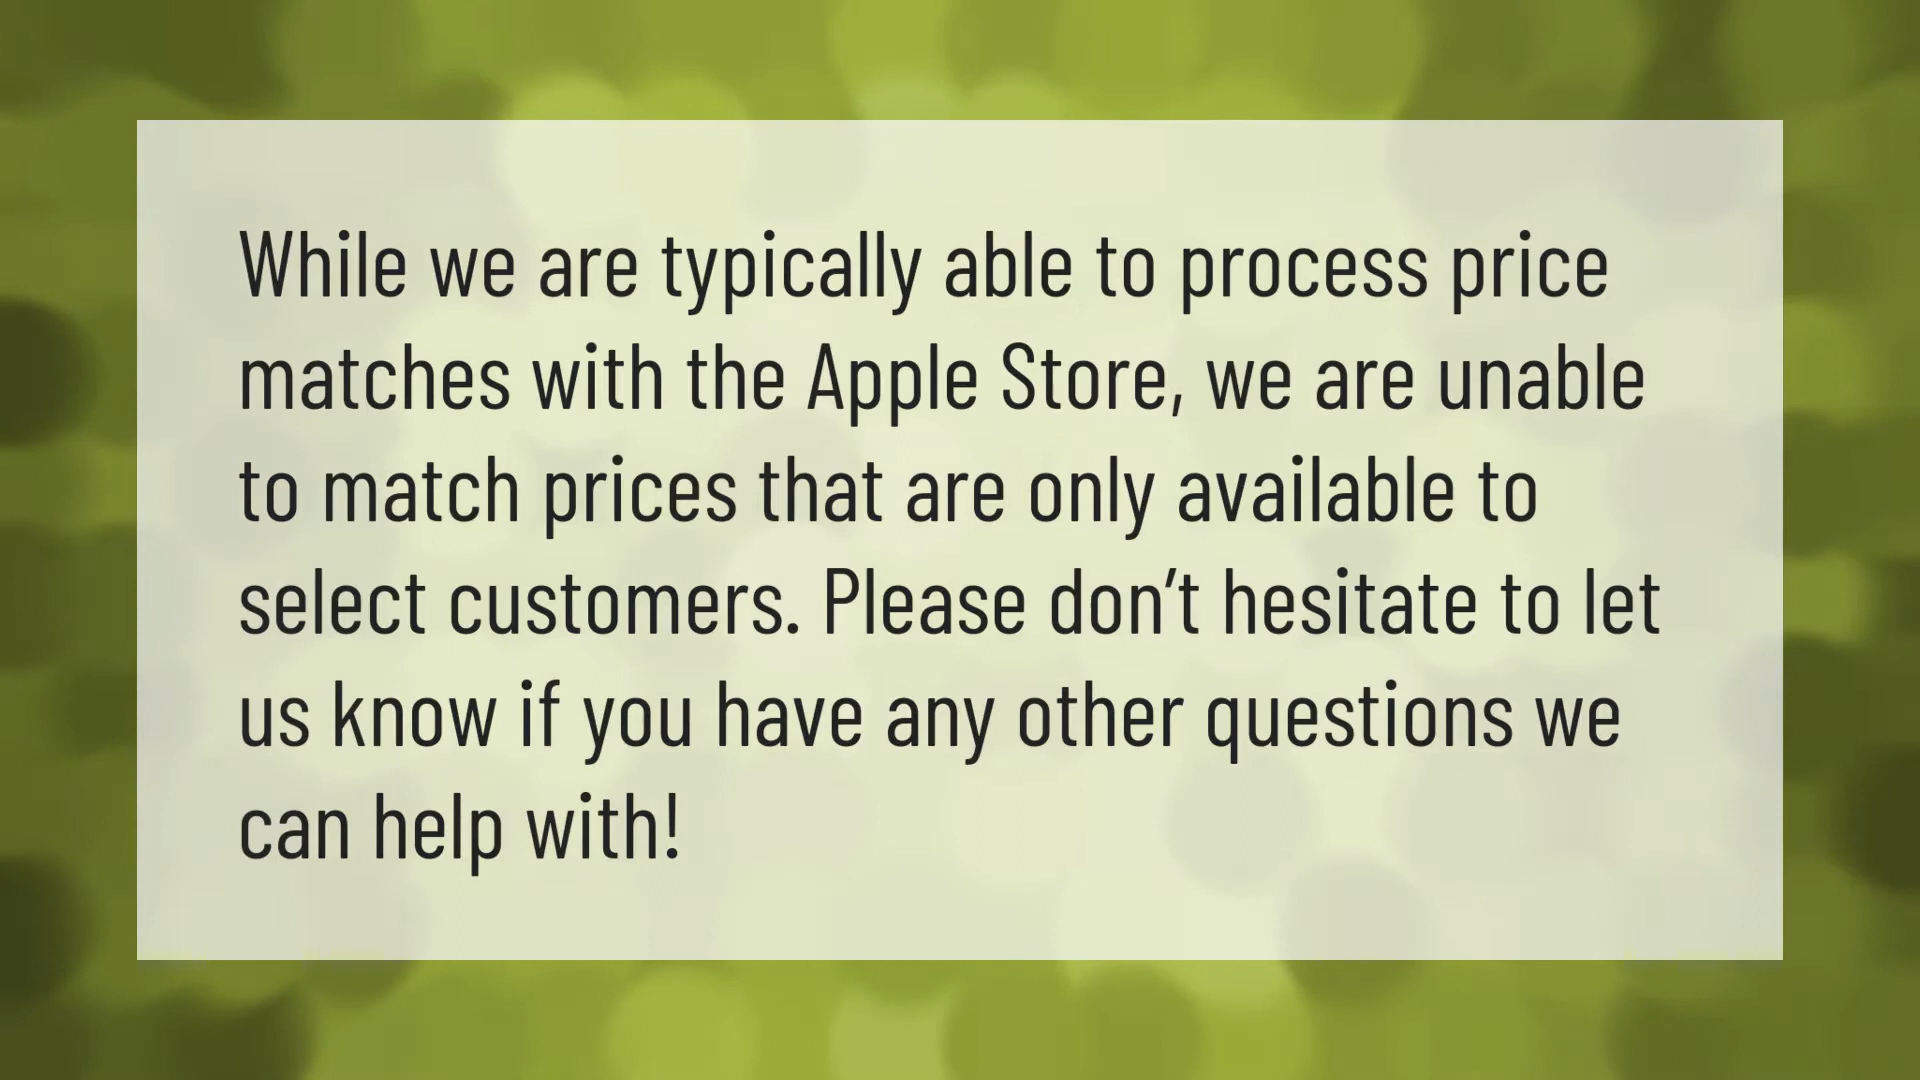 While we are typically able to process price
matches with the Apple Store, we are unable
to match prices that are only available to
select customers. Please don’t hesitate to let
us know if you have any other questions we
can help with!